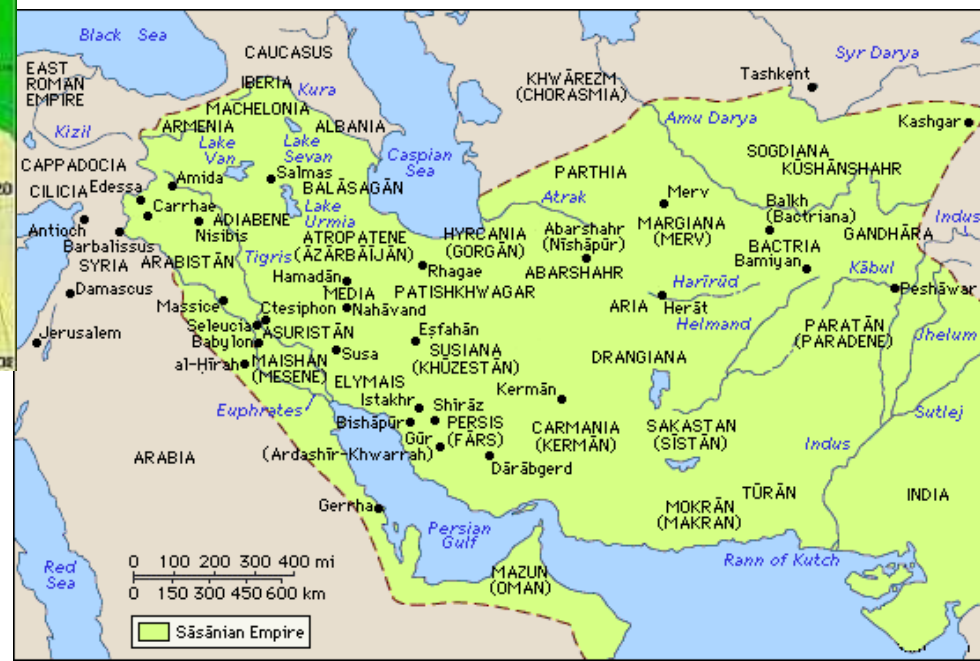 Black Sea
CAUCASUS
EAST
ROMAN
EMPIRE
IBERIA
Kura
KHWĀREZM
(CHORASMIA)
Tashkent
Syr Darya
MACHELONIA
ARMENIA
ALBANIA
Kizil
Lake
Van
Lake
Sevan
Caspian
Sea
Amu Darya
Kashgar
CAPPADOCIA
CILICIA
Edessa
Amida
Salmas
BALĀSAGĀN
PARTHIA
SOGDIANA
KŪSHĀNSHAHR
Carrhae
Lake
Urmia
Atrak
Merv
Balkh
(Bactriana)
Indus
Antioch
ADIABENE
Nisibis
HYRCANIA
(GORGĀN)
Abarshahr
(Nīshāpūr)
MARGIANA
(MERV)
GANDHĀRA
Barbalissus
ATROPATENE
(ĀZĀRBĀIJĀN)
BACTRIA
SYRIA
ARABISTĀN
Tigris
Rhagae
ABARSHAHR
Bamiyan
Kābul
Hamadān
Harīrūd
Damascus
MEDIA
PATISHKHWAGAR
Peshāwar
Massice
Ctesiphon
Nahāvand
ARIA
Herāt
Seleucia
ASURISTĀN
Eşfahān
Helmand
PARATĀN
(PARADENE)
Jhelum
Jerusalem
Babylon
Susa
SUSIANA
(KHŪZESTĀN)
DRANGIANA
al-Ḥīrah
MAISHĀN
(MESENE)
ELYMAIS
Kermān
Istakhr
Shīrāz
Euphrates
Bishāpūr
PERSIS
(FĀRS)
CARMANIA
(KERMĀN)
SAKASTAN
(SĪSTĀN)
Sutlej
Gūr
(Ardashīr-Khwarrah)
Indus
ARABIA
Dārābgerd
TŪRĀN
INDIA
Gerrha
MOKRĀN
(MAKRAN)
Persian
Gulf
Rann of Kutch
Red
Sea
0 100 200 300 400 mi
0 150 300 450 600 km
MAZUN
(OMAN)
Sāsānian Empire